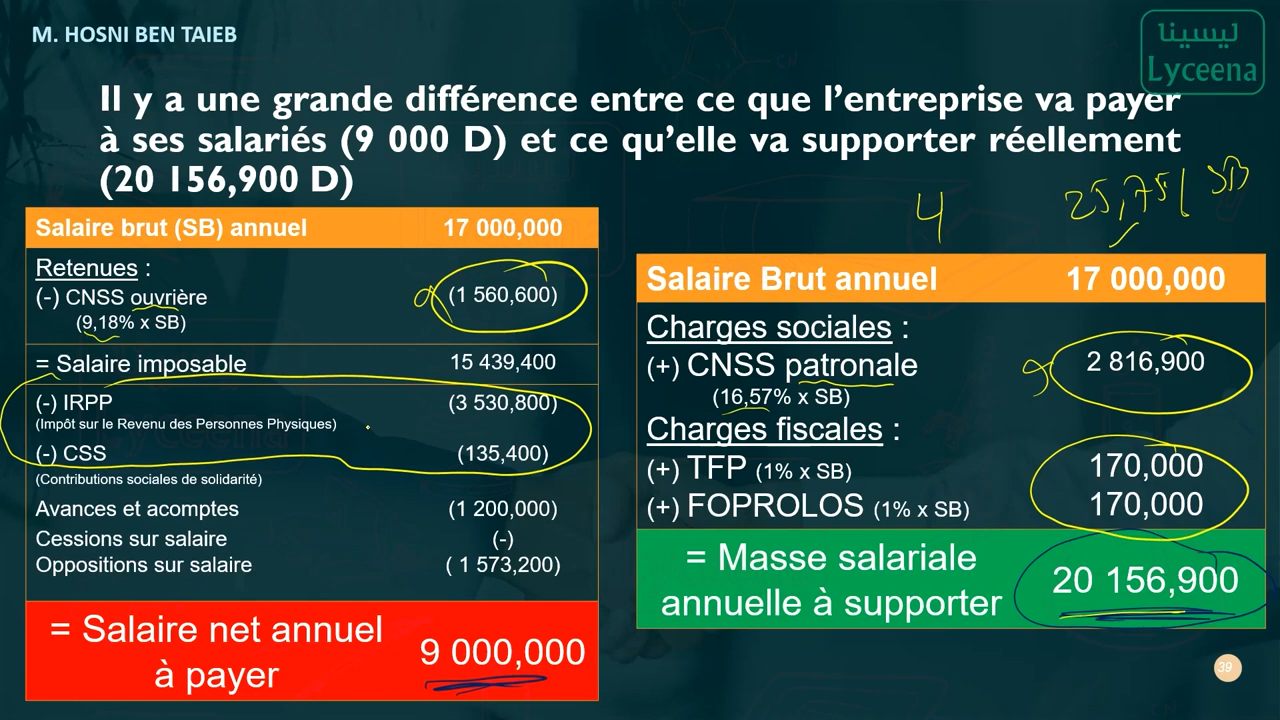 M. HOSNI BEN TAIEB
ليسينا
Lyceena
Il y a une grande différence entre ce que l'entreprise va payer
à ses salariés (9 000 D) et ce qu'elle va supporter réellement
(20 156,900 D)
4
25,75% SB
Salaire brut (SB) annuel 17 000,000
Retenues :
(-) CNSS ouvrière (1 560,600)
(9,18% x SB)
= Salaire imposable 15 439,400
(-) IRPP (3 530,800)
(Impôt sur le Revenu des Personnes Physiques)
(-) CSS (135,400)
(Contributions sociales de solidarité)
Avances et acomptes (1 200,000)
Cessions sur salaire (-)
Oppositions sur salaire ( 1 573,200)
= Salaire net annuel
à payer 9 000,000
Salaire Brut annuel 17 000,000
Charges sociales :
(+) CNSS patronale 2 816,900
(16,57% x SB)
Charges fiscales :
(+) TFP (1% x SB) 170,000
(+) FOPROLOS (1% x SB) 170,000
= Masse salariale
annuelle à supporter 20 156,900
39